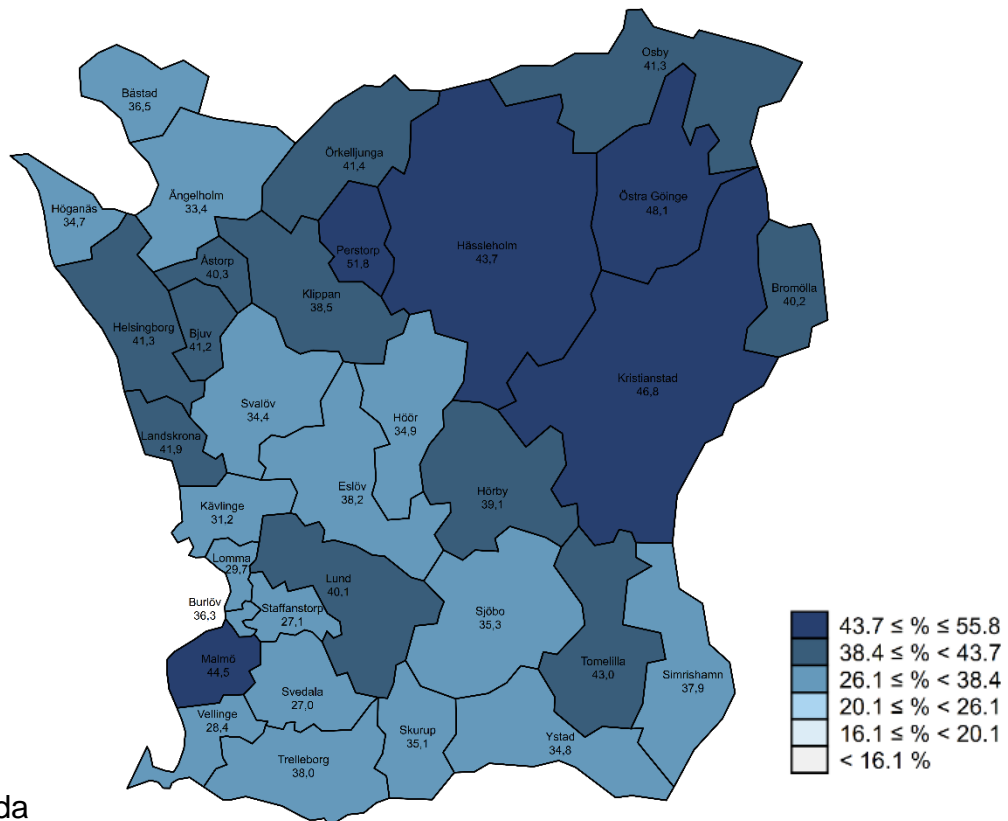 Osby
41,3
Båstad
36,5
Örkelljunga
41,4
Ängelholm
33,4
Östra Göinge
48,1
Höganäs
34,7
Perstorp
51,8
Hässleholm
43,7
Åstorp
40,3
Klippan
38,5
Bromölla
40,2
Helsingborg
41,3
Bjuv
41,2
Kristianstad
46,8
Svalöv
34,4
Höör
34,9
Landskrona
41,9
Eslöv
38,2
Hörby
39,1
Kävlinge
31,2
Lomma
29,7
Lund
40,1
Burlöv
36,3
Staffanstorp
27,1
Sjöbo
35,3
Malmö
44,5
Tomelilla
43,0
Simrishamn
37,9
Svedala
27,0
Vellinge
28,4
Skurup
35,1
Ystad
34,8
Trelleborg
38,0
43.7 ≤ % ≤ 55.8
38.4 ≤ % < 43.7
26.1 ≤ % < 38.4
20.1 ≤ % < 26.1
16.1 ≤ % < 20.1
< 16.1 %
da